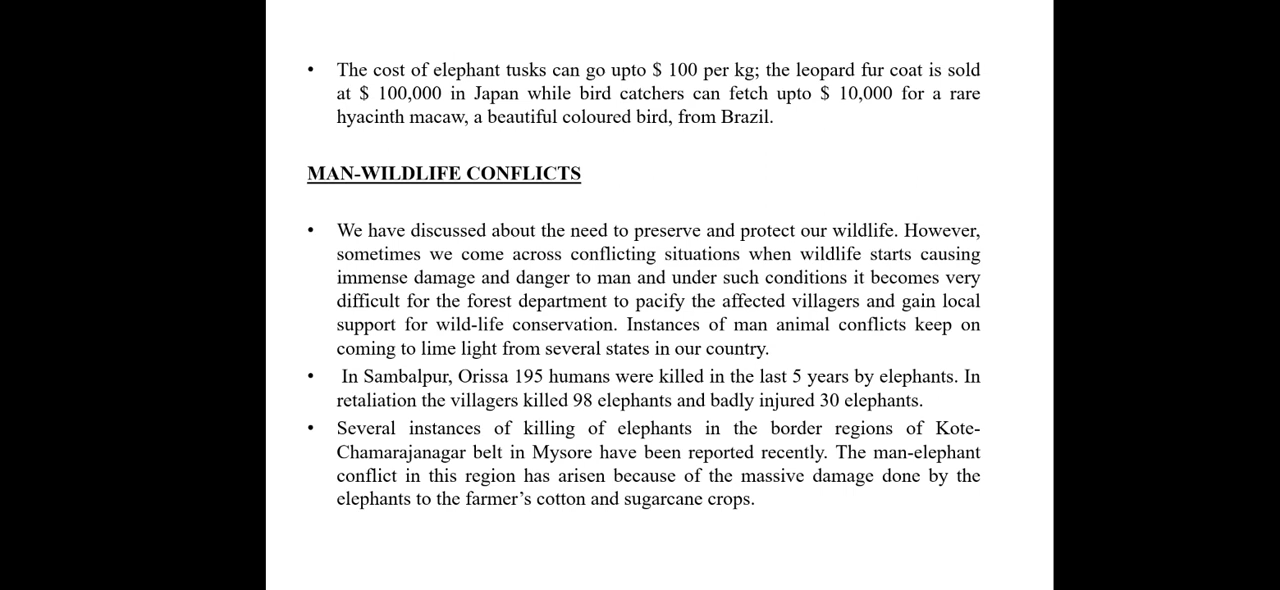 • The cost of elephant tusks can go upto $ 100 per kg; the leopard fur coat is sold
at $ 100,000 in Japan while bird catchers can fetch upto $ 10,000 for a rare
hyacinth macaw, a beautiful coloured bird, from Brazil.
MAN-WILDLIFE CONFLICTS
• We have discussed about the need to preserve and protect our wildlife. However,
sometimes we come across conflicting situations when wildlife starts causing
immense damage and danger to man and under such conditions it becomes very
difficult for the forest department to pacify the affected villagers and gain local
support for wild-life conservation. Instances of man animal conflicts keep on
coming to lime light from several states in our country.
• In Sambalpur, Orissa 195 humans were killed in the last 5 years by elephants. In
retaliation the villagers killed 98 elephants and badly injured 30 elephants.
• Several instances of killing of elephants in the border regions of Kote-
Chamarajanagar belt in Mysore have been reported recently. The man-elephant
conflict in this region has arisen because of the massive damage done by the
elephants to the farmer’s cotton and sugarcane crops.